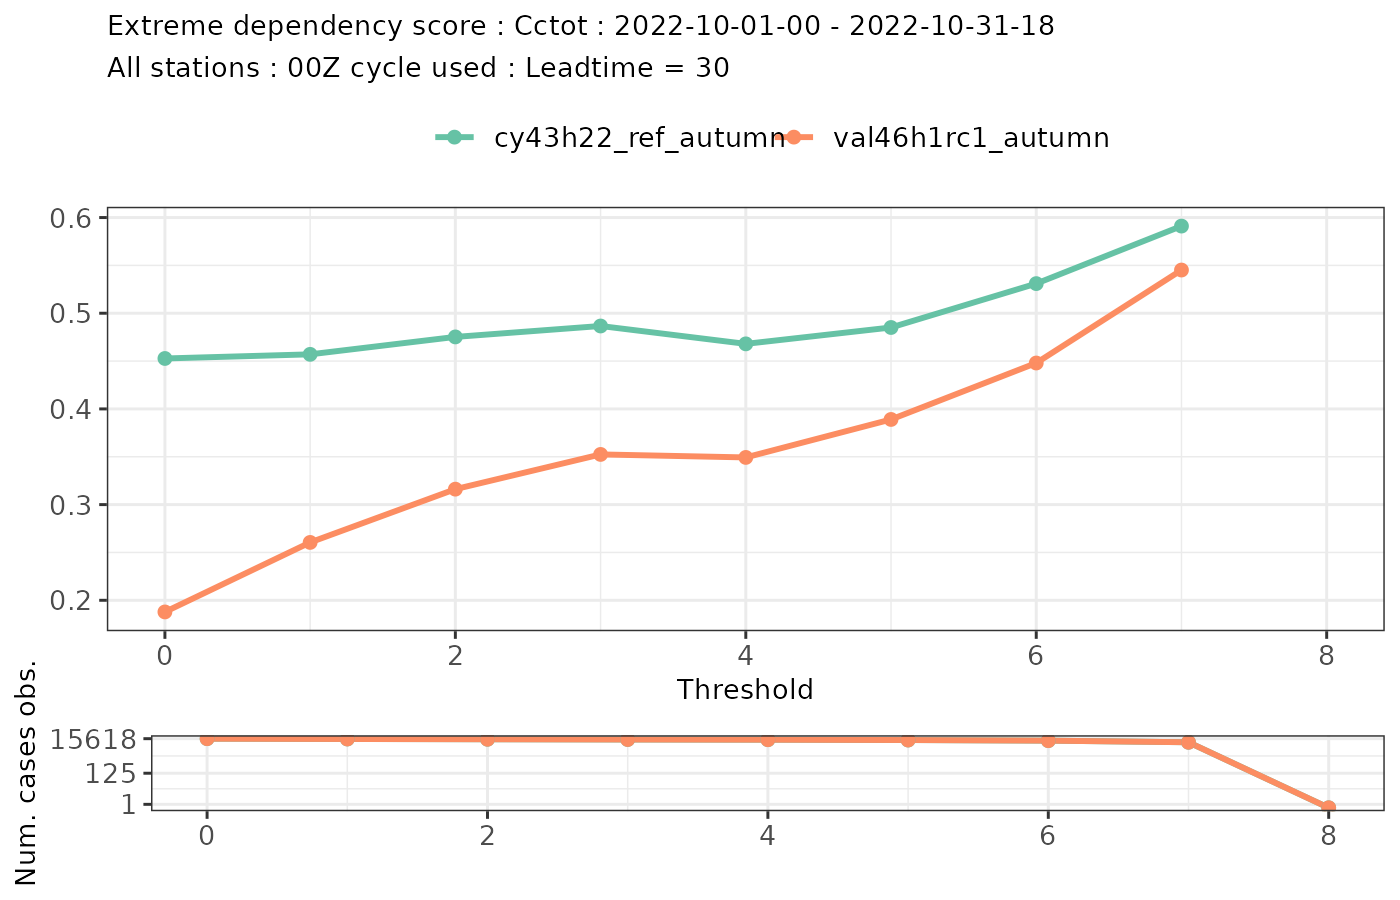 Extreme dependency score : Cctot : 2022-10-01-00 - 2022-10-31-18
All stations : 00Z cycle used : Leadtime = 30
cy43h22_ref_autumn val46h1rc1_autumn
0.6
0.5
0.4
0.3
0.2
0 2 4 6 8
Threshold
Num. cases obs.
15618
125
1
0 2 4 6 8